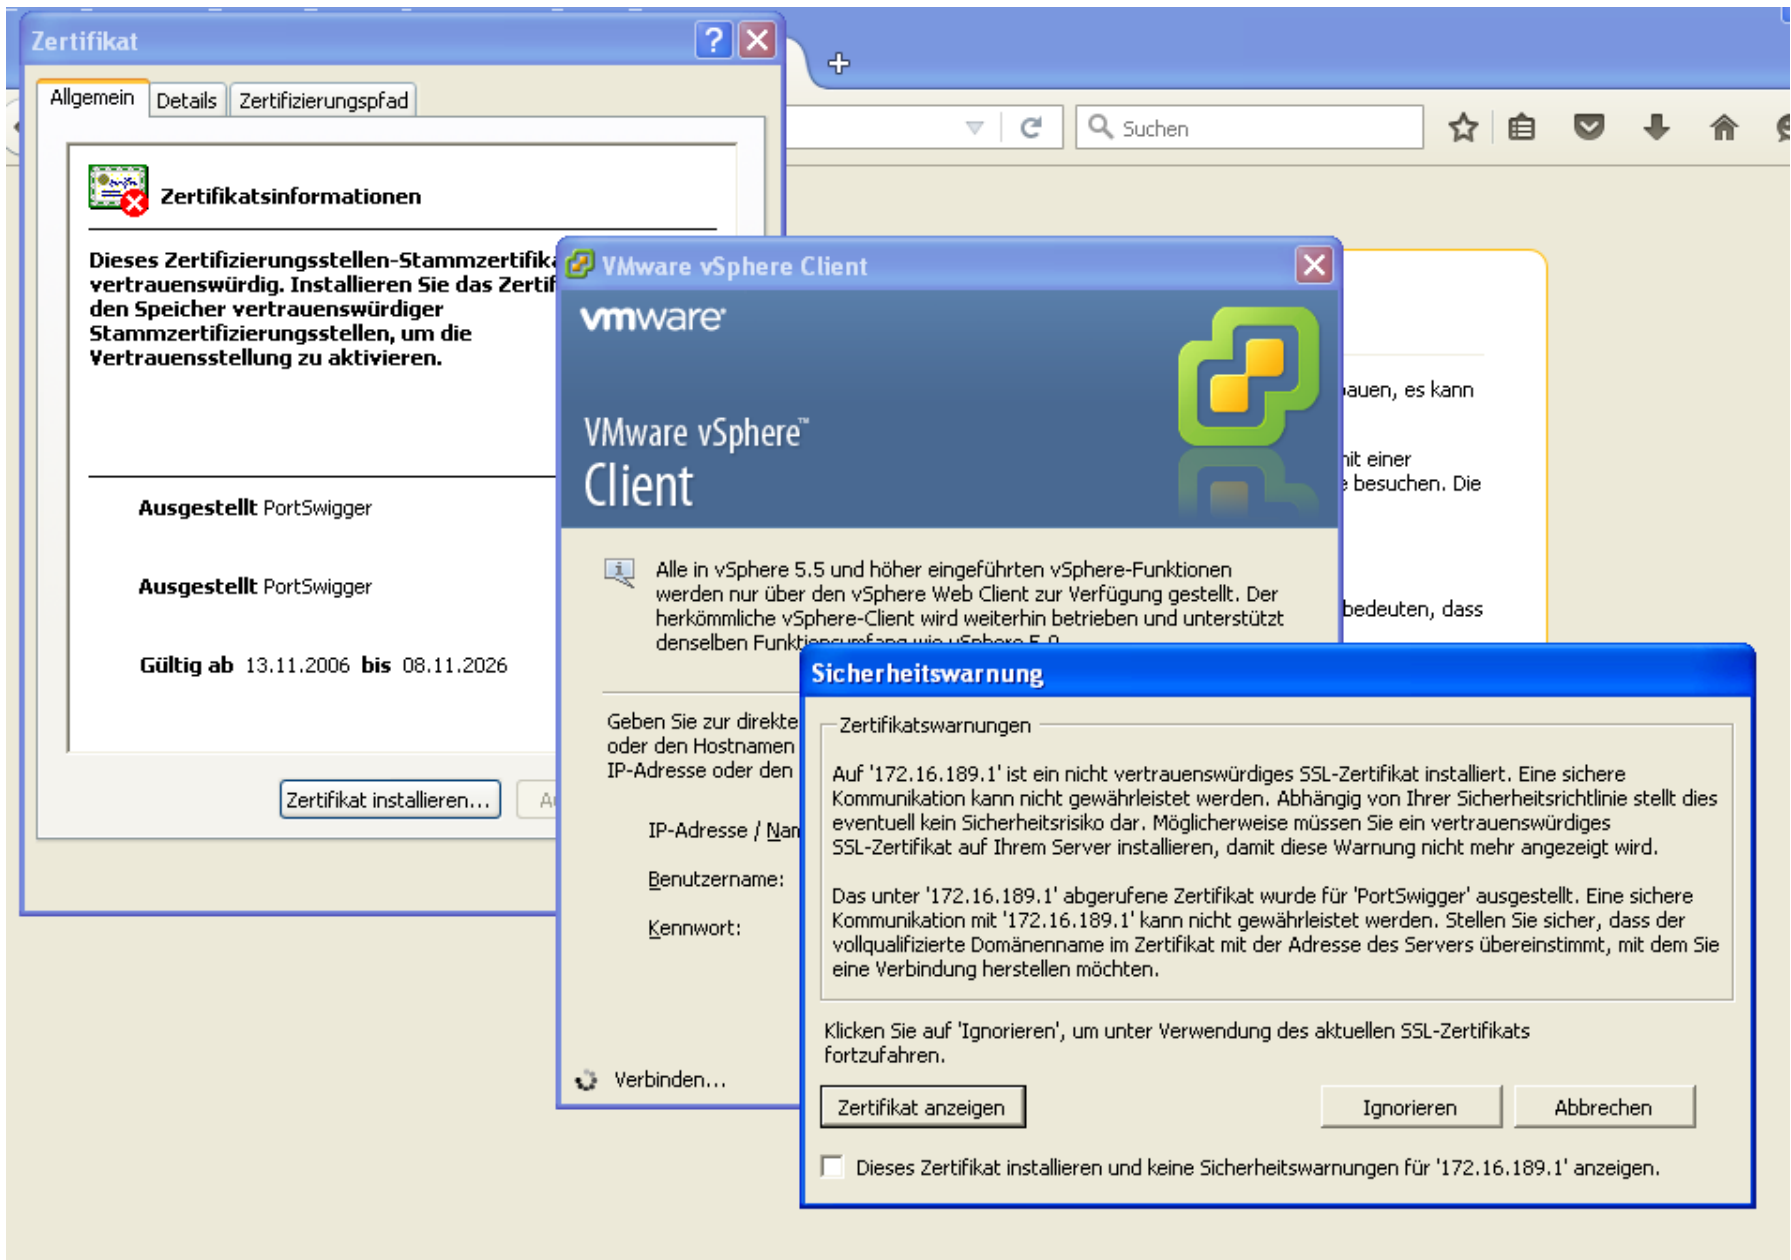 Zertifikat
Allgemein
Details
Zertifizierungspfad
Suchen
Zertifikatsinformationen
Dieses Zertifizierungsstellen-Stammzertifika
vertrauenswürdig. Installieren Sie das Zertif
den Speicher vertrauenswürdiger
Stammzertifizierungsstellen, um die
Vertrauensstellung zu aktivieren.
Ausgestellt PortSwigger
Ausgestellt PortSwigger
Gültig ab 13.11.2006 bis 08.11.2026
Zertifikat installieren...
VMware vSphere Client
vmware
VMware vSphere™
Client
Alle in vSphere 5.5 und höher eingeführten vSphere-Funktionen
werden nur über den vSphere Web Client zur Verfügung gestellt. Der
herkömmliche vSphere-Client wird weiterhin betrieben und unterstützt
denselben Funktionsumfang wie vSphere 5.0
Geben Sie zur direkte
oder den Hostnamen
IP-Adresse oder den
IP-Adresse / Nam
Benutzername:
Kennwort:
Verbinden...
auen, es kann
nit einer
e besuchen. Die
bedeuten, dass
Sicherheitswarnung
Zertifikatswarnungen
Auf '172.16.189.1' ist ein nicht vertrauenswürdiges SSL-Zertifikat installiert. Eine sichere
Kommunikation kann nicht gewährleistet werden. Abhängig von Ihrer Sicherheitsrichtlinie stellt dies
eventuell kein Sicherheitsrisiko dar. Möglicherweise müssen Sie ein vertrauenswürdiges
SSL-Zertifikat auf Ihrem Server installieren, damit diese Warnung nicht mehr angezeigt wird.
Das unter '172.16.189.1' abgerufene Zertifikat wurde für 'PortSwigger' ausgestellt. Eine sichere
Kommunikation mit '172.16.189.1' kann nicht gewährleistet werden. Stellen Sie sicher, dass der
vollqualifizierte Domänenname im Zertifikat mit der Adresse des Servers übereinstimmt, mit dem Sie
eine Verbindung herstellen möchten.
Klicken Sie auf 'Ignorieren', um unter Verwendung des aktuellen SSL-Zertifikats
fortzufahren.
Zertifikat anzeigen
Ignorieren
Abbrechen
Dieses Zertifikat installieren und keine Sicherheitswarnungen für '172.16.189.1' anzeigen.